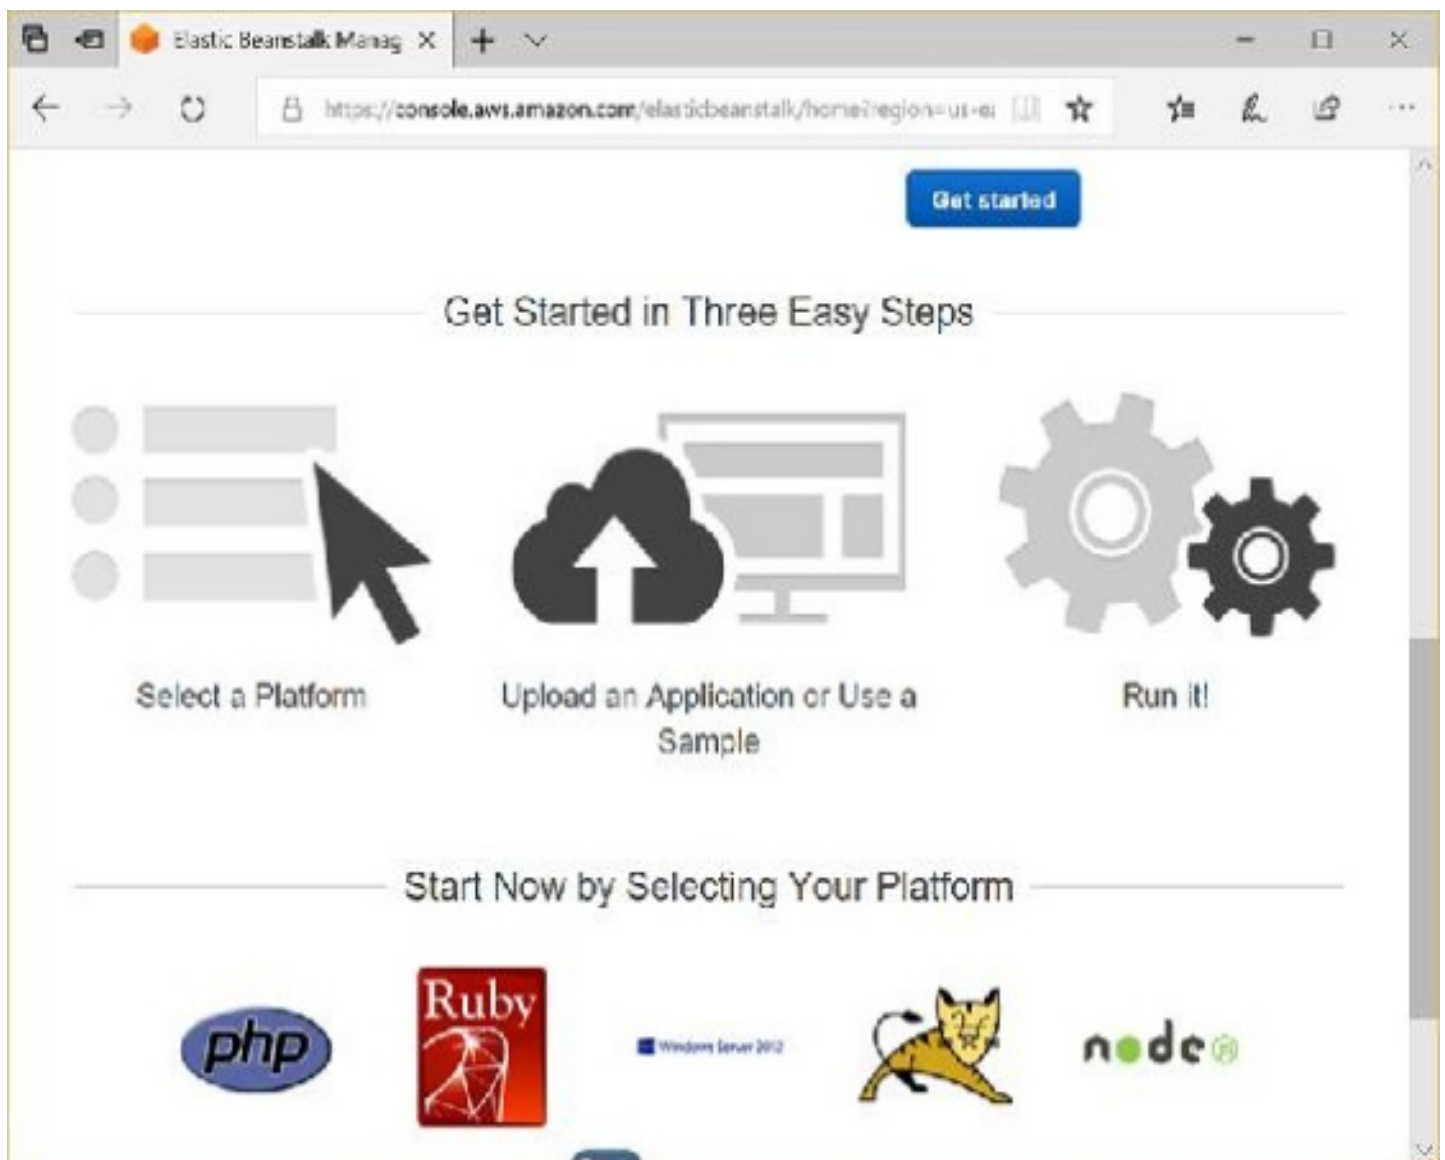 Elastic Beanstalk Manag
https://console.aws.amazon.com/elasticbeanstalk/home?region=us-ea
Get started
Get Started in Three Easy Steps
Select a Platform
Upload an Application or Use a
Sample
Run it!
Start Now by Selecting Your Platform
php
Ruby
Windows Server 2012
node